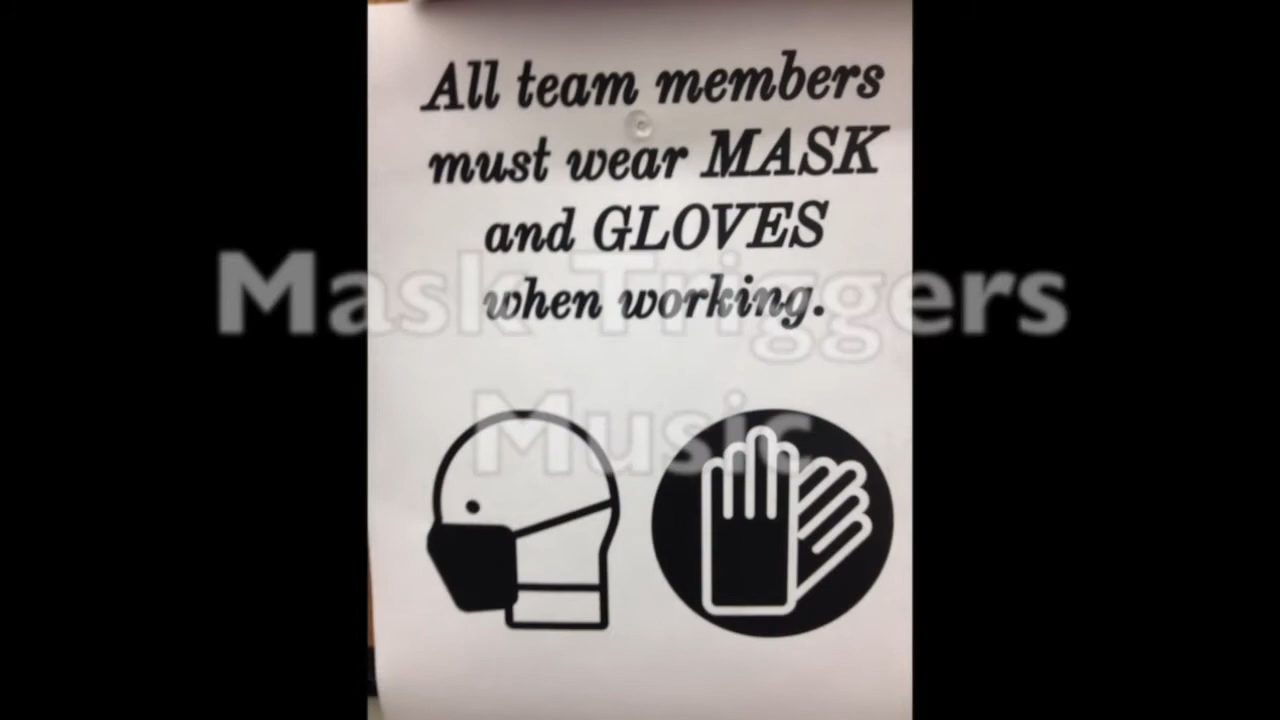 All team members
must wear MASK
and GLOVES
when working.
Mask Triggers
Music